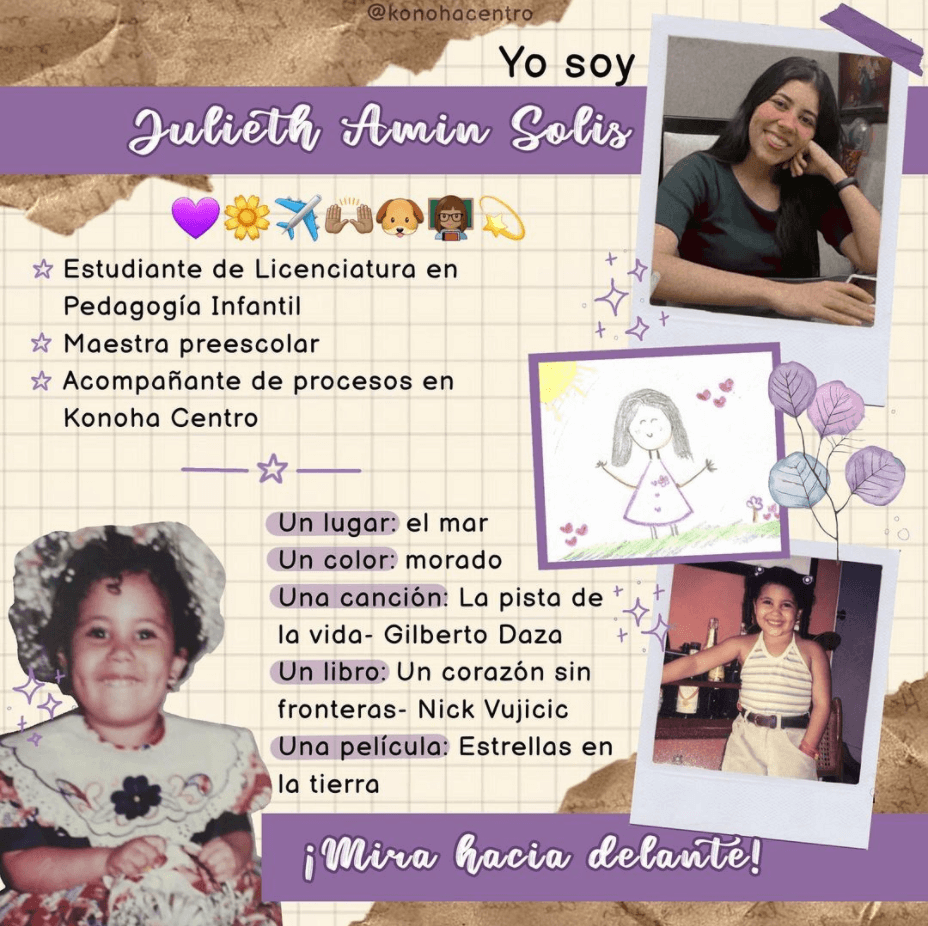 @konohacentro
Yo soy
Julieth Amin Solis
Estudiante de Licenciatura en
Pedagogía Infantil
Maestra preescolar
Acompañante de procesos en
Konoha Centro
Un lugar: el mar
Un color: morado
Una canción: La pista de
la vida- Gilberto Daza
Un libro: Un corazón sin
fronteras- Nick Vujicic
Una película: Estrellas en
la tierra
¡Mira hacia delante!